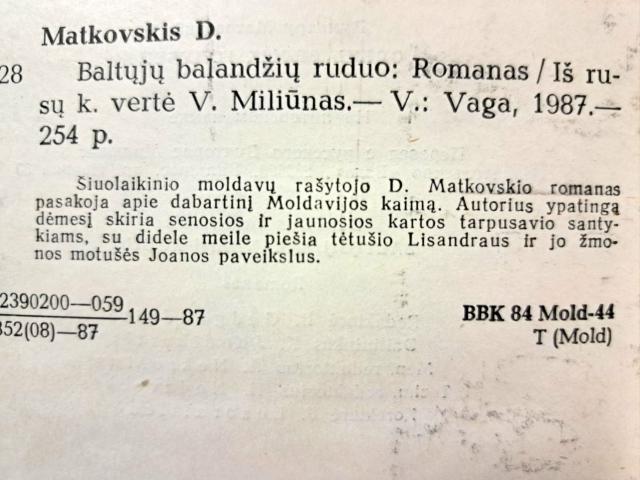 Matkovskis D.
28 Baltųjų balandžių ruduo: Romanas / Iš ru-
sų k. vertė V. Miliūnas.— V.: Vaga, 1987.—
254 p.
Šiuolaikinio moldavų rašytojo D. Matkovskio romanas
pasakoja apie dabartinį Moldavijos kaimą. Autorius ypatingą
dėmesį skiria senosios ir jaunosios kartos tarpusavio santy-
kiams, su didele meile piešia tėtušio Lisandraus ir jo žmo-
nos motušės Joanos paveikslus.
2390200—059
852(08)—87
149—87
BBK 84 Mold-44
T (Mold)